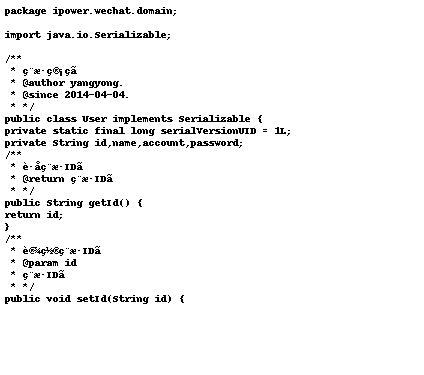 package ipower.wechat.domain;
import java.io.Serializable;
/**
* ç¨æ·ç®¡çã
* @author yangyong.
* @since 2014-04-04.
* */
public class User implements Serializable {
private static final long serialVersionUID = 1L;
private String id,name,account,password;
/**
* è·åç¨æ·IDã
* @return ç¨æ·IDã
* */
public String getId() {
return id;
}
/**
* è®¾ç½®ç¨æ·IDã
* @param id
* ç¨æ·IDã
* */
public void setId(String id) {